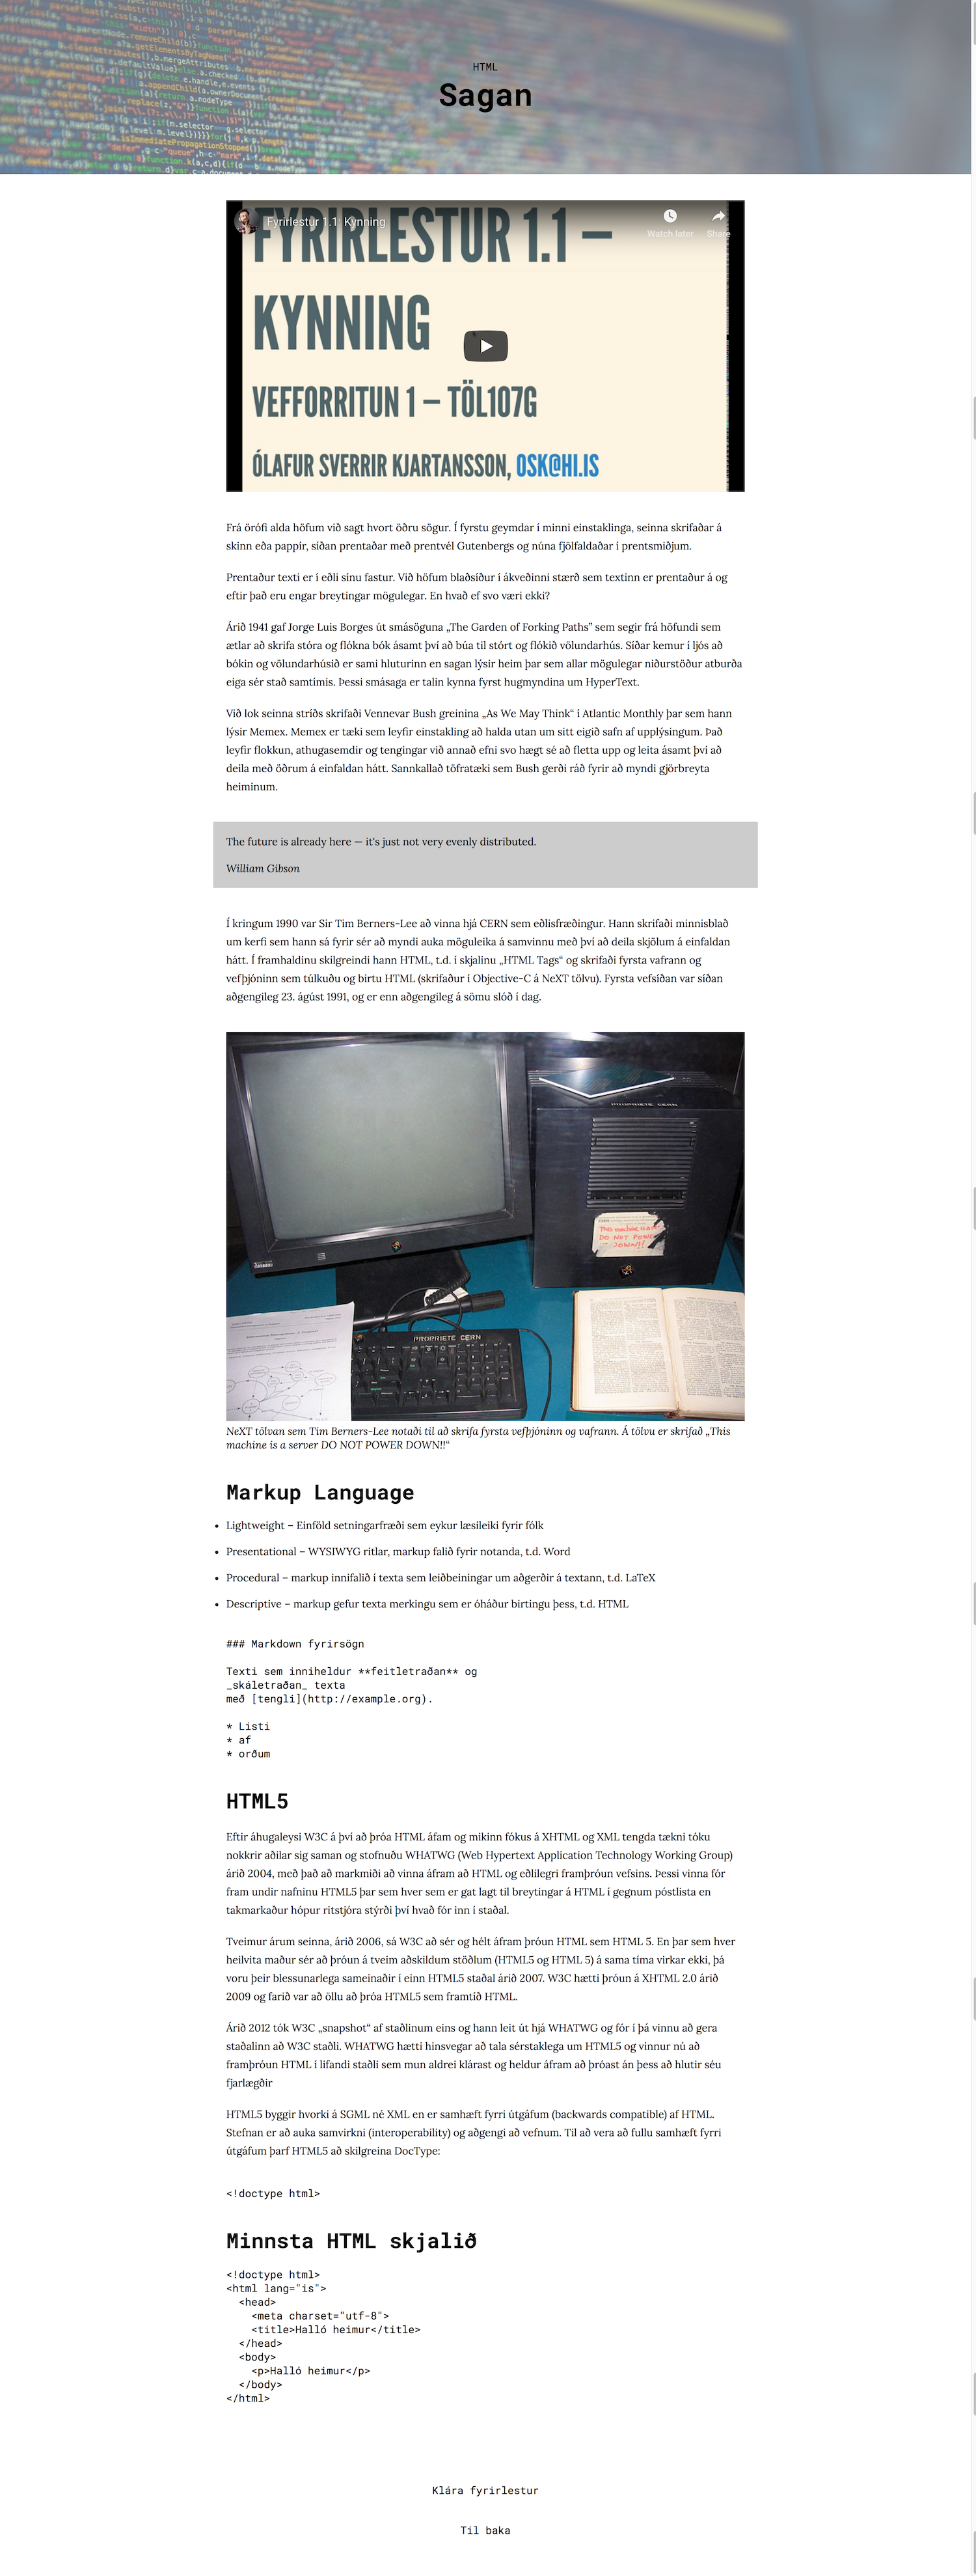 HTML
Sagan
Fyrirlestur 1.1: Kynning
Watch later
Share
FYRIRLESTUR 1.1 –
KYNNING
VEFFORRITUN 1 – TÖL107G
ÓLAFUR SVERRIR KJARTANSSON, OSK@HI.IS
Frá örófi alda höfum við sagt hvort öðru sögur. Í fyrstu geymdar í minni einstaklinga, seinna skrifaðar á
skinn eða pappír, síðan prentaðar með prentvél Gutenbergs og núna fjölfaldaðar í prentsmiðjum.
Prentaður texti er í eðli sínu fastur. Við höfum blaðsíður í ákveðinni stærð sem textinn er prentaður á og
eftir það eru engar breytingar mögulegar. En hvað ef svo væri ekki?
Árið 1941 gaf Jorge Luis Borges út smásöguna „The Garden of Forking Paths” sem segir frá höfundi sem
ætlar að skrifa stóra og flókna bók ásamt því að búa til stórt og flókið völundarhús. Síðar kemur í ljós að
bókin og völundarhúsið er sami hluturinn en sagan lýsir heim þar sem allar mögulegar niðurstöður atburða
eiga sér stað samtímis. Þessi smásaga er talin kynna fyrst hugmyndina um HyperText.
Við lok seinna stríðs skrifaði Vennevar Bush greinina „As We May Think“ í Atlantic Monthly þar sem hann
lýsir Memex. Memex er tæki sem leyfir einstakling að halda utan um sitt eigið safn af upplýsingum. Það
leyfir flokkun, athugasemdir og tengingar við annað efni svo hægt sé að fletta upp og leita ásamt því að
deila með öðrum á einfaldan hátt. Sannkallað töfratæki sem Bush gerði ráð fyrir að myndi gjörbreyta
heiminum.
The future is already here — it's just not very evenly distributed.
William Gibson
Í kringum 1990 var Sir Tim Berners-Lee að vinna hjá CERN sem eðlisfræðingur. Hann skrifaði minnisblað
um kerfi sem hann sá fyrir sér að myndi auka möguleika á samvinnu með því að deila skjölum á einfaldan
hátt. Í framhaldinu skilgreindi hann HTML, t.d. í skjalinu „HTML Tags“ og skrifaði fyrsta vafrann og
vefþjóninn sem túlkuðu og birtu HTML (skrifaður í Objective-C á NeXT tölvu). Fyrsta vefsíðan var síðan
aðgengileg 23. ágúst 1991, og er enn aðgengileg á sömu slóð í dag.
PROPRIETE CERN
PROPRIETE CERN
NeXT tölvan sem Tim Berners-Lee notaði til að skrifa fyrsta vefþjóninn og vafrann. Á tölvu er skrifað „This
machine is a server DO NOT POWER DOWN!!“
Markup Language
• Lightweight – Einföld setningarfræði sem eykur læsileiki fyrir fólk
• Presentational – WYSIWYG ritlar, markup falið fyrir notanda, t.d. Word
• Procedural – markup innifalið í texta sem leiðbeiningar um aðgerðir á textann, t.d. LaTeX
• Descriptive – markup gefur texta merkingu sem er óháður birtingu þess, t.d. HTML
### Markdown fyrirsögn
Texti sem inniheldur **feitletraðan** og
_skáletraðan_ texta
með [tengli](http://example.org).
* Listi
* af
* orðum
HTML5
Eftir áhugaleysi W3C á því að þróa HTML áfam og mikinn fókus á XHTML og XML tengda tækni tóku
nokkrir aðilar sig saman og stofnuðu WHATWG (Web Hypertext Application Technology Working Group)
árið 2004, með það að markmiði að vinna áfram að HTML og eðlilegri framþróun vefsins. Þessi vinna fór
fram undir nafninu HTML5 þar sem hver sem er gat lagt til breytingar á HTML í gegnum póstlista en
takmarkaður hópur ritstjóra stýrði því hvað fór inn í staðal.
Tveimur árum seinna, árið 2006, sá W3C að sér og hélt áfram þróun HTML sem HTML 5. En þar sem hver
heilvita maður sér að þróun á tveim aðskildum stöðlum (HTML5 og HTML 5) á sama tíma virkar ekki, þá
voru þeir blessunarlega sameinaðir í einn HTML5 staðal árið 2007. W3C hætti þróun á XHTML 2.0 árið
2009 og farið var að öllu að þróa HTML5 sem framtíð HTML.
Árið 2012 tók W3C „snapshot“ af staðlinum eins og hann leit út hjá WHATWG og fór í þá vinnu að gera
staðalinn að W3C staðli. WHATWG hætti hinsvegar að tala sérstaklega um HTML5 og vinnur nú að
framþróun HTML í lifandi staðli sem mun aldrei klárast og heldur áfram að þróast án þess að hlutir séu
fjarlægðir
HTML5 byggir hvorki á SGML né XML en er samhæft fyrri útgáfum (backwards compatible) af HTML.
Stefnan er að auka samvirkni (interoperability) og aðgengi að vefnum. Til að vera að fullu samhæft fyrri
útgáfum þarf HTML5 að skilgreina DocType:
<!doctype html>
Minnsta HTML skjalið
<!doctype html>
<html lang="is">
  <head>
    <meta charset="utf-8">
    <title>Halló heimur</title>
  </head>
  <body>
    <p>Halló heimur</p>
  </body>
</html>
Klára fyrirlestur
Til baka